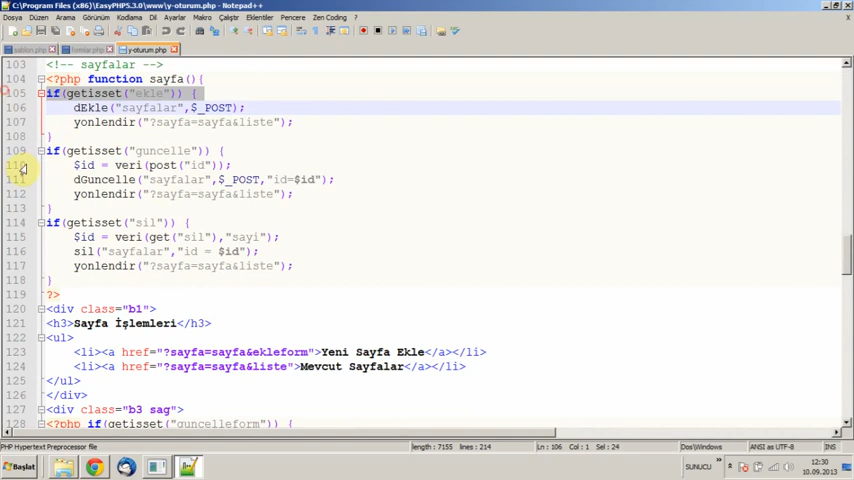 C:\Program Files (x86)\EasyPHP5.3.0\www\y-oturum.php - Notepad++
Dosya Düzen Arama Görünüm Kodlama Dil Ayarlar Makro Çalıştır Eklentiler Pencere Zen Coding ?
sablon.php formlar.php y-oturum.php
103 <!-- sayfalar -->
104 <?php function sayfa(){
105 if(getisset("ekle")) {
106 dEkle("sayfalar",$_POST);
107 yonlendir("?sayfa=sayfa&liste");
108 }
109 if(getisset("guncelle")) {
110 $id = veri(post("id"));
111 dGuncelle("sayfalar",$_POST,"id=$id");
112 yonlendir("?sayfa=sayfa&liste");
113 }
114 if(getisset("sil")) {
115 $id = veri(get("sil"),"sayi");
116 sil("sayfalar","id = $id");
117 yonlendir("?sayfa=sayfa&liste");
118 }
119 ?>
120 <div class="b1">
121 <h3>Sayfa İşlemleri</h3>
122 <ul>
123 <li><a href="?sayfa=sayfa&ekleform">Yeni Sayfa Ekle</a></li>
124 <li><a href="?sayfa=sayfa&liste">Mevcut Sayfalar</a></li>
125 </ul>
126 </div>
127 <div class="b3 sag">
128 <?php if(getisset("guncelleform")) {
PHP Hypertext Preprocessor file length : 7155 lines : 214 Ln : 106 Sel : 24 Dos\Windows ANSI as UTF-8 INS
Başlat SUNUCU » 12:30
10.09.2013